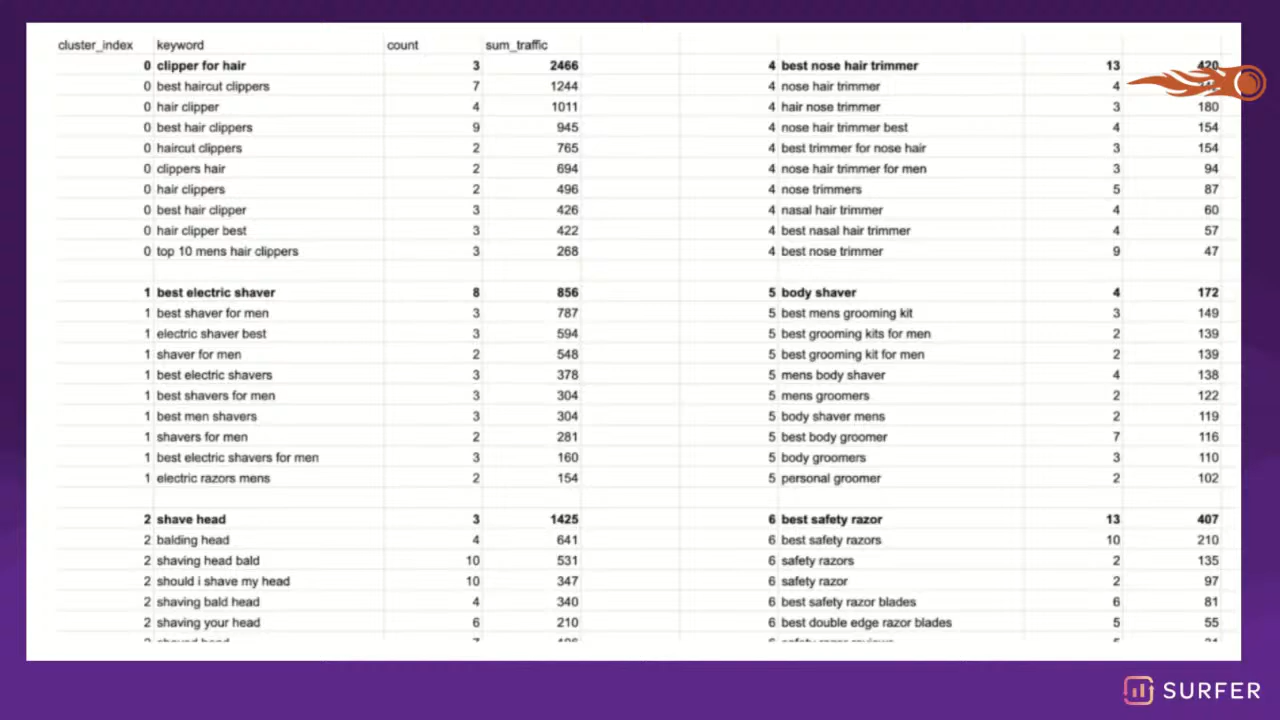 cluster_index keyword count sum_traffic
0 clipper for hair 3 2466
0 best haircut clippers 7 1244
0 hair clipper 4 1011
0 best hair clippers 9 945
0 haircut clippers 2 765
0 clippers hair 2 694
0 hair clippers 2 496
0 best hair clipper 3 426
0 hair clipper best 3 422
0 top 10 mens hair clippers 3 268
1 best electric shaver 8 856
1 best shaver for men 3 787
1 electric shaver best 3 594
1 shaver for men 2 548
1 best electric shavers 3 378
1 best shavers for men 3 304
1 best men shavers 3 304
1 shavers for men 2 281
1 best electric shavers for men 3 160
1 electric razors mens 2 154
2 shave head 3 1425
2 balding head 4 641
2 shaving head bald 10 531
2 should i shave my head 10 347
2 shaving bald head 4 340
2 shaving your head 6 210
4 best nose hair trimmer 13 420
4 nose hair trimmer 4
4 hair nose trimmer 3 180
4 nose hair trimmer best 4 154
4 best trimmer for nose hair 3 154
4 nose hair trimmer for men 3 94
4 nose trimmers 5 87
4 nasal hair trimmer 4 60
4 best nasal hair trimmer 4 57
4 best nose trimmer 9 47
5 body shaver 4 172
5 best mens grooming kit 3 149
5 best grooming kits for men 2 139
5 best grooming kit for men 2 139
5 mens body shaver 4 138
5 mens groomers 2 122
5 body shaver mens 2 119
5 best body groomer 7 116
5 body groomers 3 110
5 personal groomer 2 102
6 best safety razor 13 407
6 best safety razors 10 210
6 safety razors 2 135
6 safety razor 2 97
6 best safety razor blades 6 81
6 best double edge razor blades 5 55
SURFER